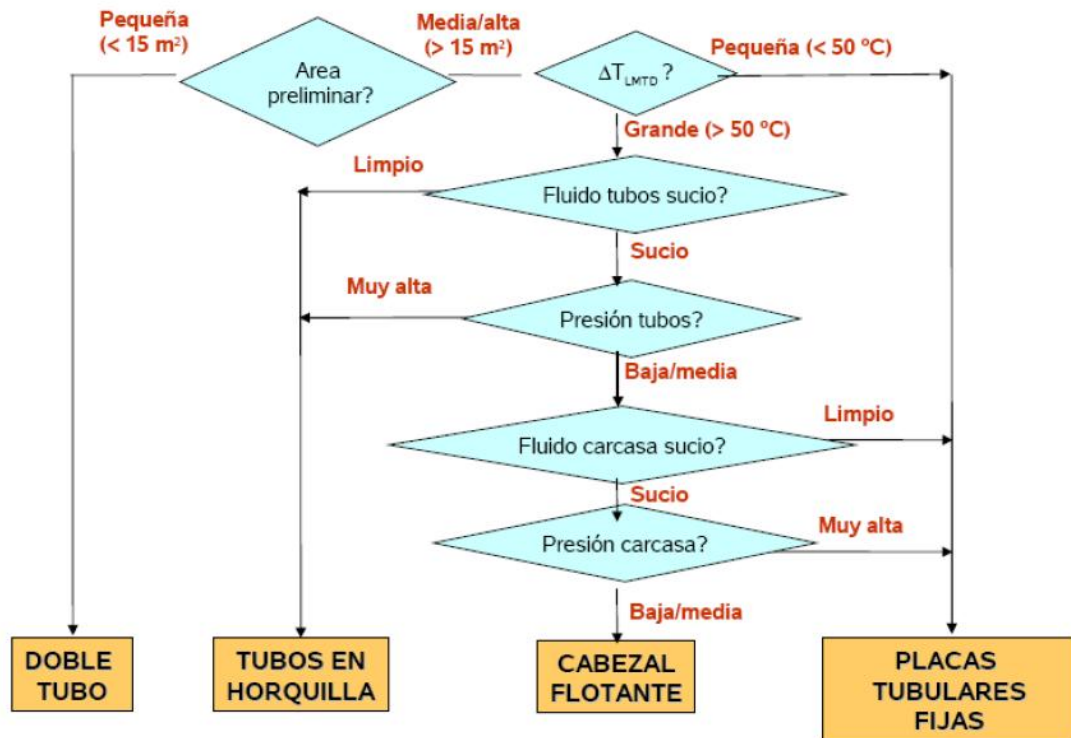 Pequeña
(< 15 m²)
Area
preliminar?
Media/alta
(> 15 m²)
ΔT_LMTD ?
Pequeña (< 50 ºC)
Grande (> 50 ºC)
Limpio
Fluido tubos sucio?
Sucio
Muy alta
Presión tubos?
Baja/media
Limpio
Fluido carcasa sucio?
Sucio
Muy alta
Presión carcasa?
Baja/media
DOBLE
TUBO
TUBOS EN
HORQUILLA
CABEZAL
FLOTANTE
PLACAS
TUBULARES
FIJAS